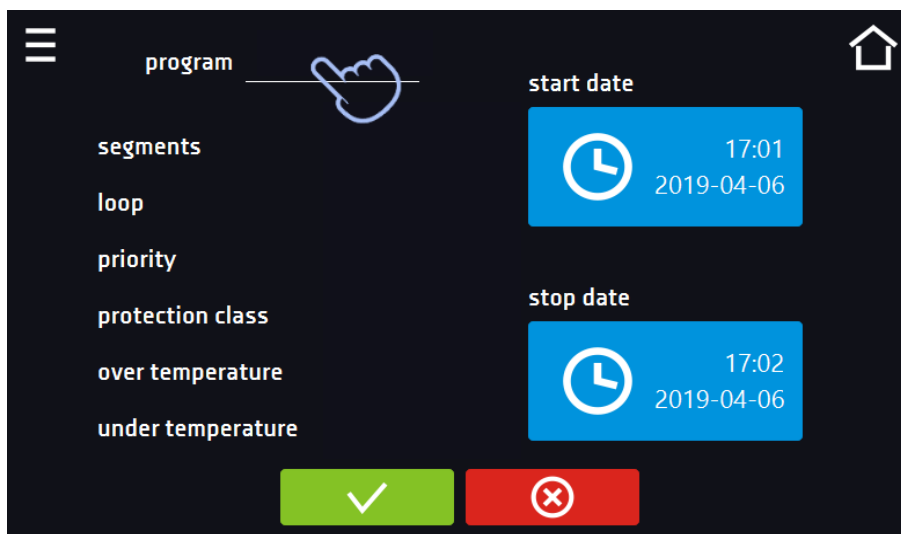 program
segments
loop
priority
protection class
over temperature
under temperature
start date
17:01
2019-04-06
stop date
17:02
2019-04-06